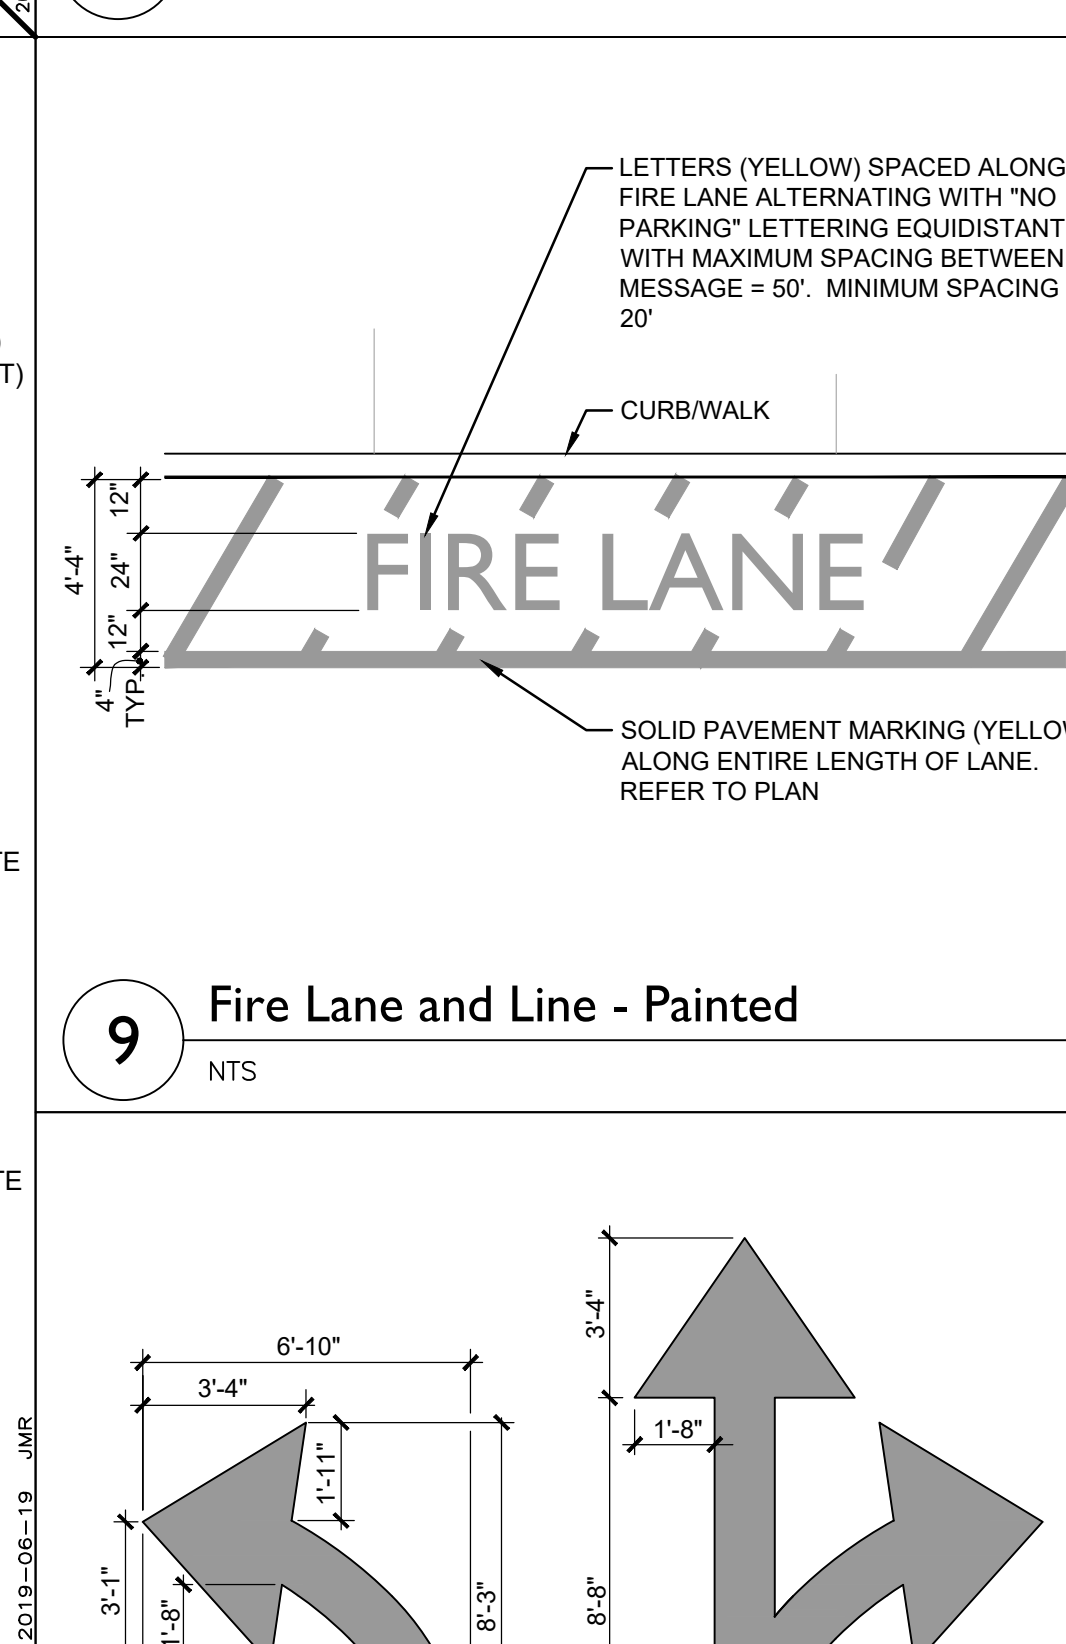 LETTERS (YELLOW) SPACED ALONG
FIRE LANE ALTERNATING WITH "NO
PARKING" LETTERING EQUIDISTANT
WITH MAXIMUM SPACING BETWEEN
MESSAGE = 50'. MINIMUM SPACING
20'
T)
CURB/WALK
12"
24"
12"
4'-4"
4"
TYP.
FIRE LANE
SOLID PAVEMENT MARKING (YELLOW
ALONG ENTIRE LENGTH OF LANE.
REFER TO PLAN
TE
9
Fire Lane and Line - Painted
NTS
TE
6'-10"
3'-4"
1'-11"
3'-1"
1'-8"
8'-3"
3'-4"
1'-8"
8'-8"
2019-06-19 JMR